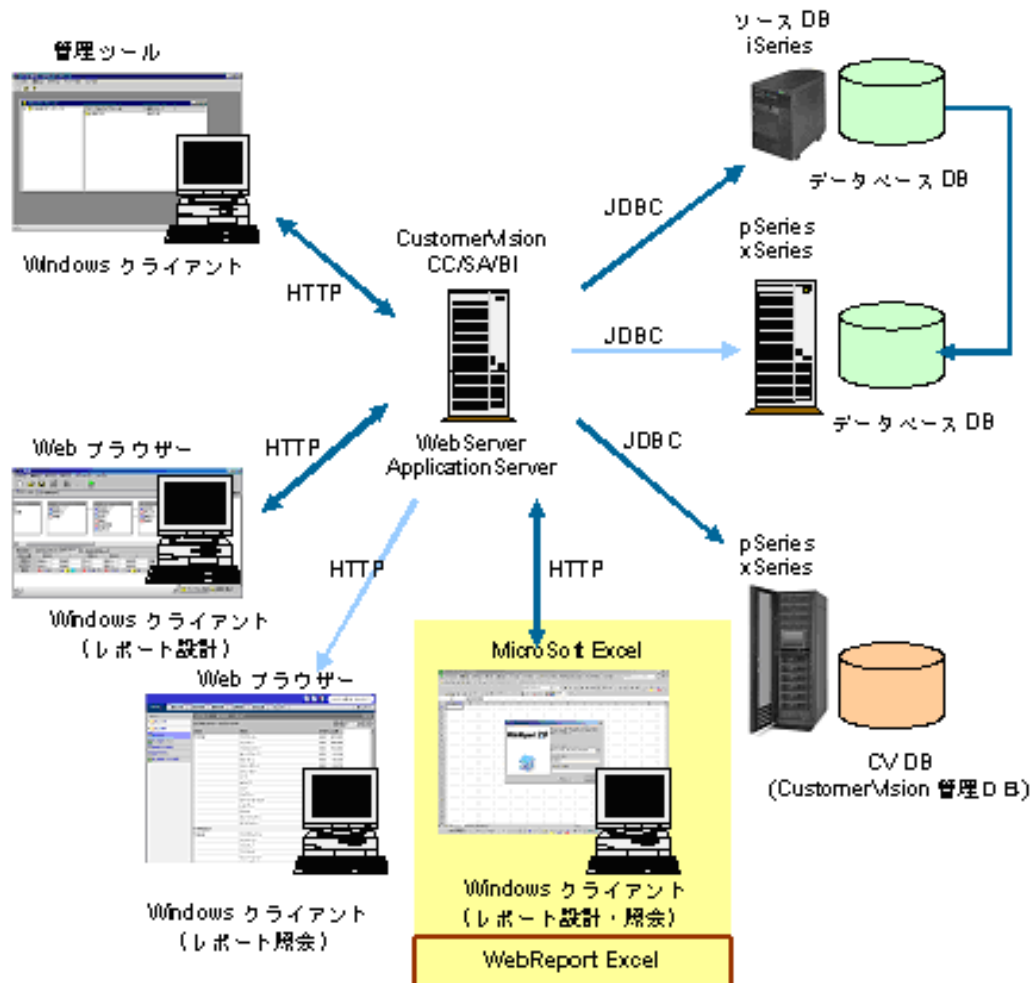 管理ツール
Windows クライアント
HTTP
CustomerVision
CC/SA/BI
WebServer
Application Server
ソース DB
iSeries
データベース DB
JDBC
pSeries
xSeries
JDBC
データベース DB
JDBC
pSeries
xSeries
CV DB
(CustomerVision 管理DB)
Web ブラウザー
HTTP
Windows クライアント
(レポート設計)
HTTP
Web ブラウザー
Windows クライアント
(レポート照会)
HTTP
MicroSoft Excel
Windows クライアント
(レポート設計・照会)
WebReport Excel